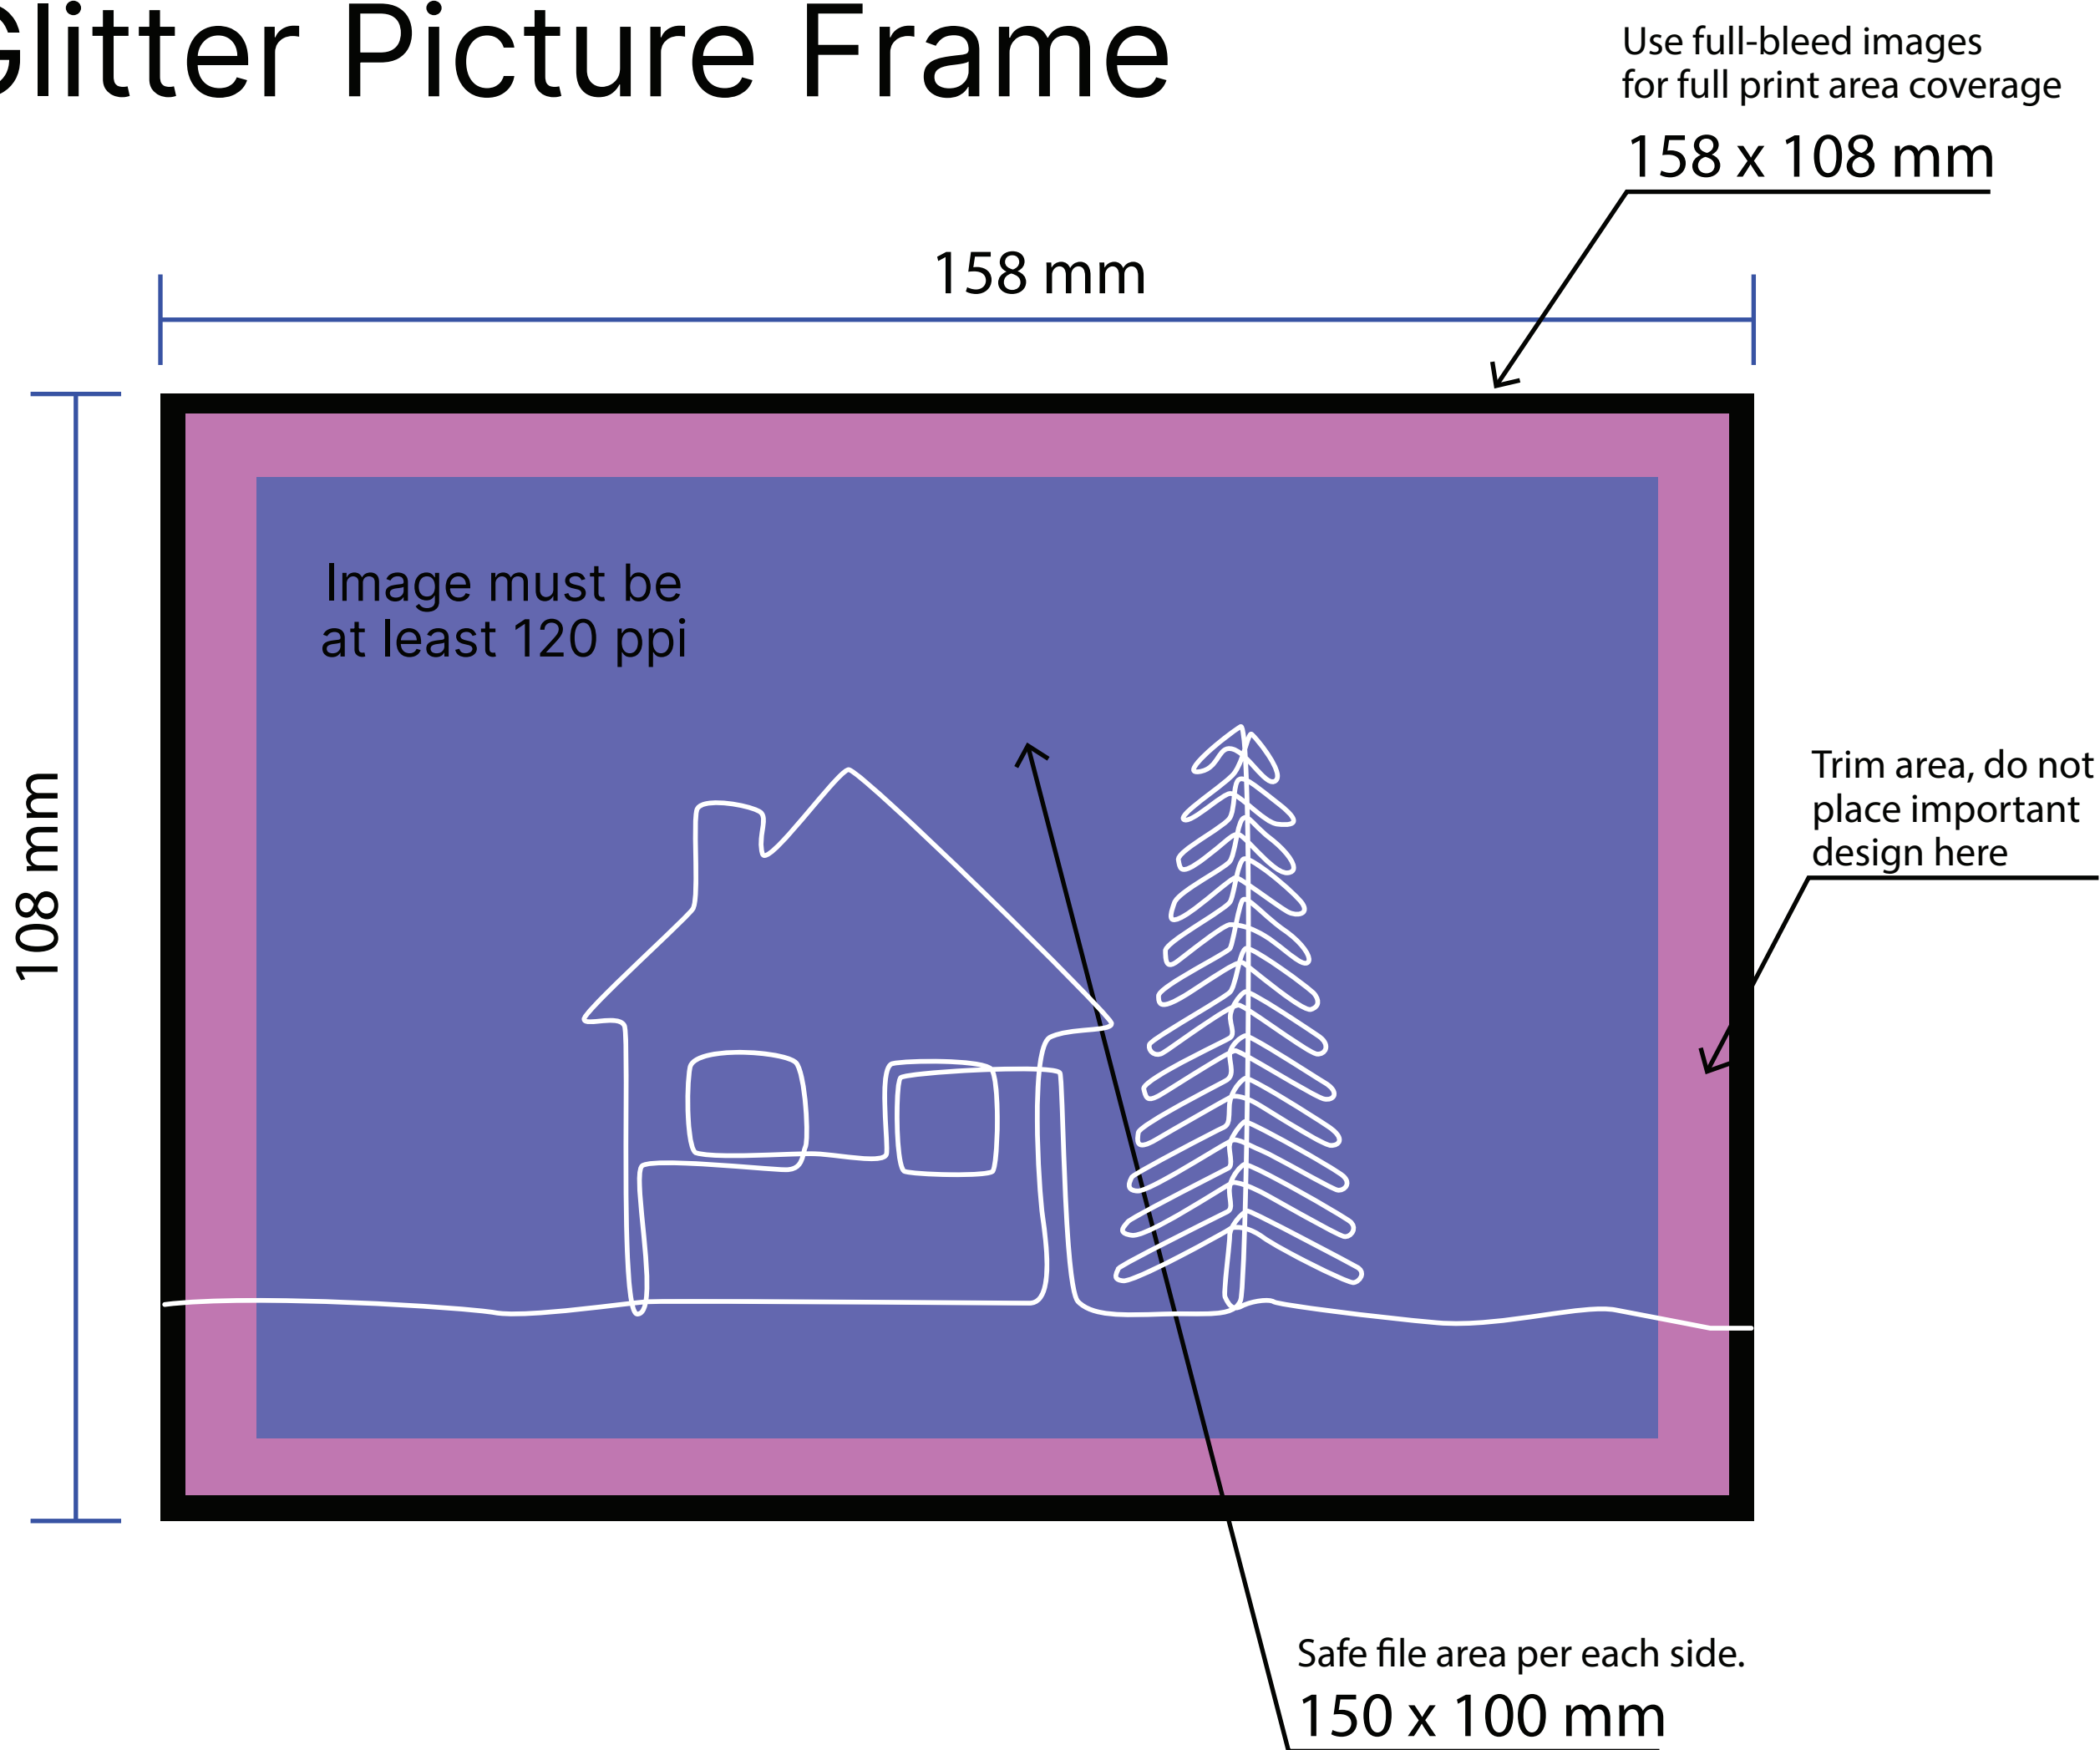 Glitter Picture Frame
Use full-bleed images
for full print area coverage
158 x 108 mm
158 mm
108 mm
Image must be
at least 120 ppi
Trim area, do not
place important
design here
Safe file area per each side.
150 x 100 mm